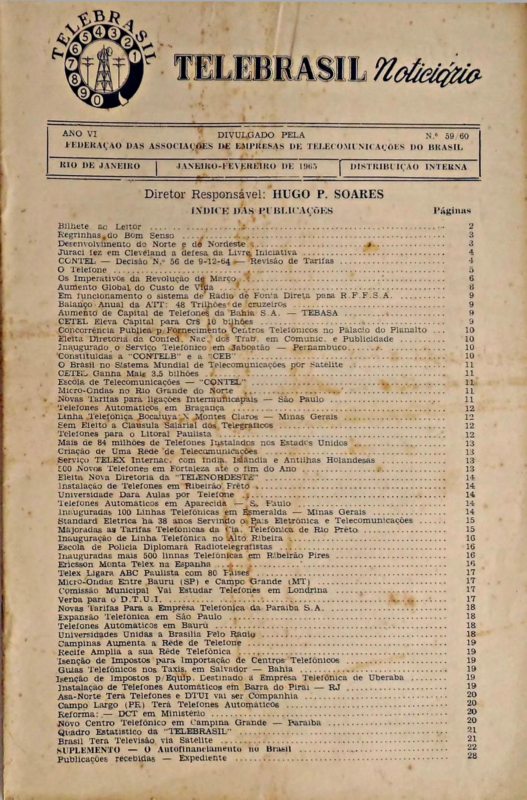 TELEBRASIL
1234567890
TELEBRASIL Noticiário
ANO VI
DIVULGADO PELA
N.º 59/60
FEDERAÇÃO DAS ASSOCIAÇÕES DE EMPRESAS DE TELECOMUNICAÇÕES DO BRASIL
RIO DE JANEIRO
JANEIRO-FEVEREIRO DE 1965
DISTRIBUIÇÃO INTERNA
Diretor Responsável: HUGO P. SOARES
ÍNDICE DAS PUBLICAÇÕES Páginas
Bilhete ao Leitor 2
Regrinhas do Bom Senso 3
Desenvolvimento do Norte e do Nordeste 3
Juraci fez em Cleveland a defesa da Livre Iniciativa 4
CONTEL — Decisão N.º 56 de 9-12-64 — Revisão de Tarifas 4
O Telefone 5
Os Imperativos da Revolução de Março 6
Aumento Global do Custo de Vida 8
Em funcionamento o sistema de Rádio de Fonia Direta para R.F.F.S.A. 9
Balanço Anual da ATT: 48 Trilhões de cruzeiros 9
Aumento de Capital de Telefones da Bahia S.A. — TEBASA 9
CETEL Eleva Capital para Cr$ 10 bilhões 9
Concorrência Pública p/Fornecimento Centros Telefônicos no Palácio do Planalto 10
Eleita Diretoria da Confed. Nac. dos Trab. em Comunic. e Publicidade 10
Inaugurado o Serviço Telefônico em Jaboatão — Pernambuco 10
Constituídas a "CONTELB" e a "CEB" 10
O Brasil no Sistema Mundial de Telecomunicações por Satélite 11
CETEL Ganha Mais 3.5 bilhões 11
Escola de Telecomunicações — "CONTEL" 11
Micro-Ondas no Rio Grande do Norte 11
Novas Tarifas para ligações Intermunicipais — São Paulo 11
Telefones Automáticos em Bragança 12
Linha Telefônica Bocaiuva X Montes Claros — Minas Gerais 12
Sem Efeito a Cláusula Salarial dos Telegráficos 12
Telefones para o Litoral Paulista 12
Mais de 84 milhões de Telefones Instalados nos Estados Unidos 12
Criação de Uma Rêde de Telecomunicações 13
Serviço TELEX Internac. com Índia, Islândia e Antilhas Holandesas 13
500 Novos Telefones em Fortaleza até o fim do Ano 13
Eleita Nova Diretoria da "TELENORDESTE" 14
Instalação de Telefones em Ribeirão Prêto 14
Universidade Dará Aulas por Telefone 14
Telefones Automáticos em Aparecida — S. Paulo 14
Inauguradas 100 Linhas Telefônicas em Esmeralda — Minas Gerais 14
Standard Elétrica há 38 anos Servindo o País Eletrônica e Telecomunicações 15
Majoradas as Tarifas Telefônicas da Cia. Telefônica de Rio Prêto 15
Inauguração de Linha Telefônica no Alto Ribeira 16
Escola de Polícia Diplomará Radiotelegrafistas 16
Inauguradas mais 500 linhas Telefônicas em Ribeirão Pires 16
Ericsson Monta Telex na Espanha 16
Telex Ligará ABC Paulista com 80 Países 17
Micro-Ondas Entre Bauru (SP) e Campo Grande (MT) 17
Comissão Municipal Vai Estudar Telefones em Londrina 17
Verba para o D.T.U.I. 17
Novas Tarifas Para a Emprêsa Telefônica da Paraíba S.A. 18
Expansão Telefônica em São Paulo 18
Telefones Automáticos em Baurú 18
Universidades Unidas a Brasília Pelo Rádio 18
Campinas Aumenta a Rêde de Telefone 19
Recife Amplia a sua Rêde Telefônica 19
Isenção de Impostos para Importação de Centros Telefônicos 19
Guias Telefônicos nos Taxis, em Salvador — Bahia 19
Isenção de Impostos p/Equip. Destinado à Emprêsa Telefônica de Uberaba 19
Instalação de Telefones Automáticos em Barra do Piraí — RJ 19
Asa-Norte Terá Telefones e DTUI vai ser Companhia 20
Campo Largo (PR) Terá Telefones Automáticos 20
Reforma: — DCT em Ministério 20
Nôvo Centro Telefônico em Campina Grande — Paraíba 20
Quadro Estatístico da "TELEBRASIL" 21
Brasil Terá Televisão, via Satélite 21
SUPLEMENTO — O Autofinanciamento no Brasil 22
Publicações recebidas — Expediente 28